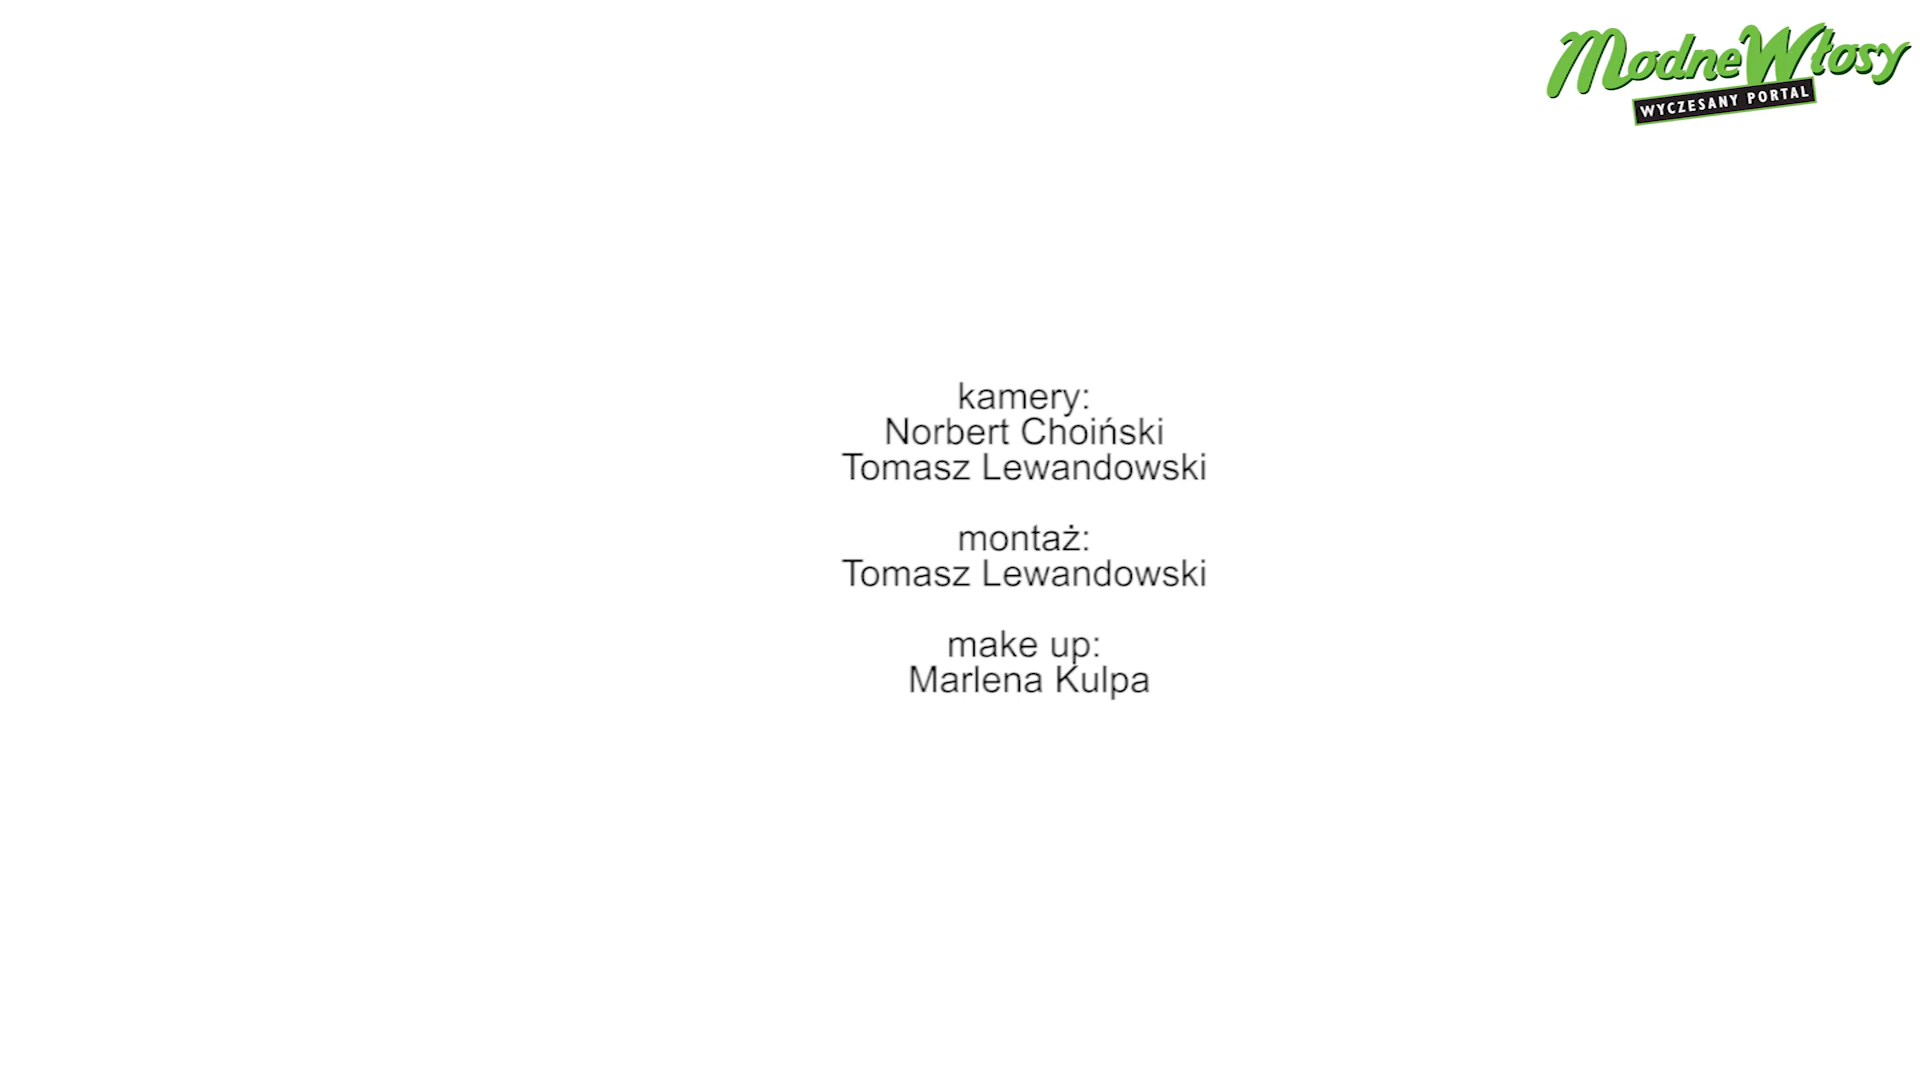 ModneWłosy
WYCZESANY PORTAL
kamery:
Norbert Choiński
Tomasz Lewandowski
montaż:
Tomasz Lewandowski
make up:
Marlena Kulpa